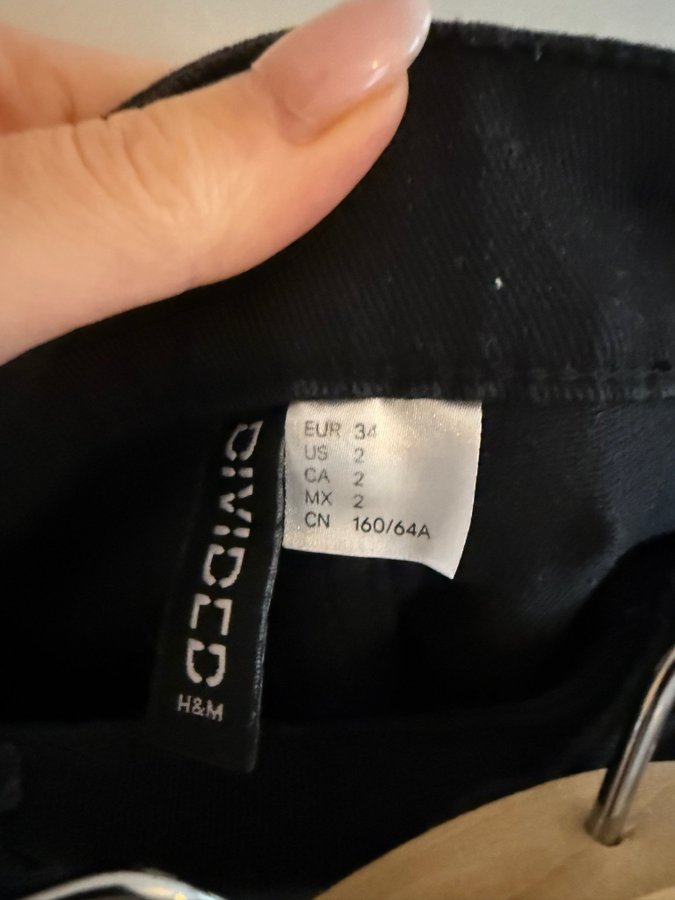 DIVIDED
H&M
EUR 34
US 2
CA 2
MX 2
CN 160/64A